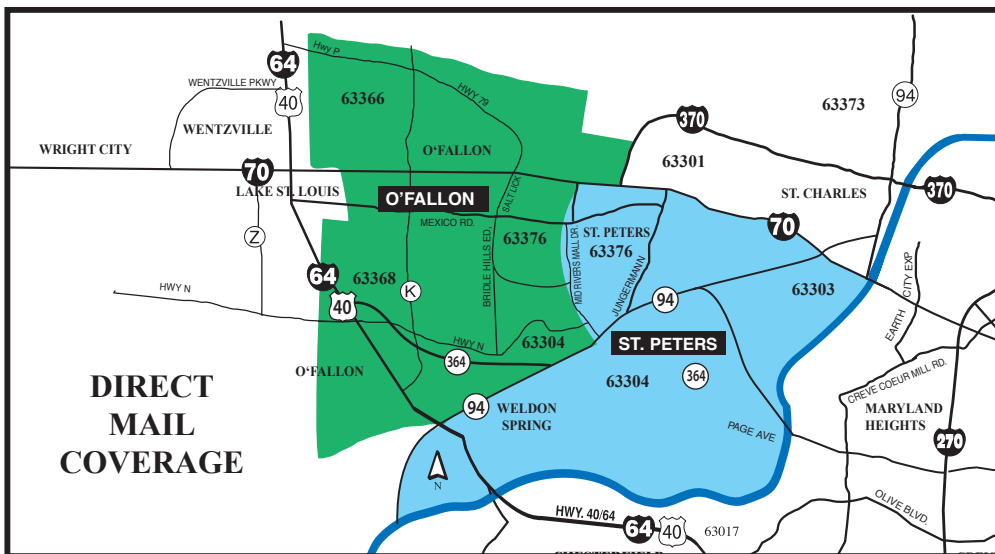 Hwy P
64
94
WENTZVILLE PKWY
40
63366
HWY 79
63373
370
WENTZVILLE
WRIGHT CITY
O'FALLON
63301
70
LAKE ST. LOUIS
ST. CHARLES
370
O'FALLON
SALT LICK
MEXICO RD.
70
Z
63376
ST. PETERS
63376
BRIDLE HILLS ED.
MID RIVERS MALL DR.
JUNGERMANN
64
63368
K
94
63303
HWY N
40
EARTH CITY EXP
HWY N
63304
ST. PETERS
364
O'FALLON
63304
364
CREVE COEUR MILL RD.
DIRECT
MAIL
COVERAGE
94
WELDON
SPRING
MARYLAND
HEIGHTS
PAGE AVE
270
N
HWY. 40/64
64
40
63017
OLIVE BLVD.